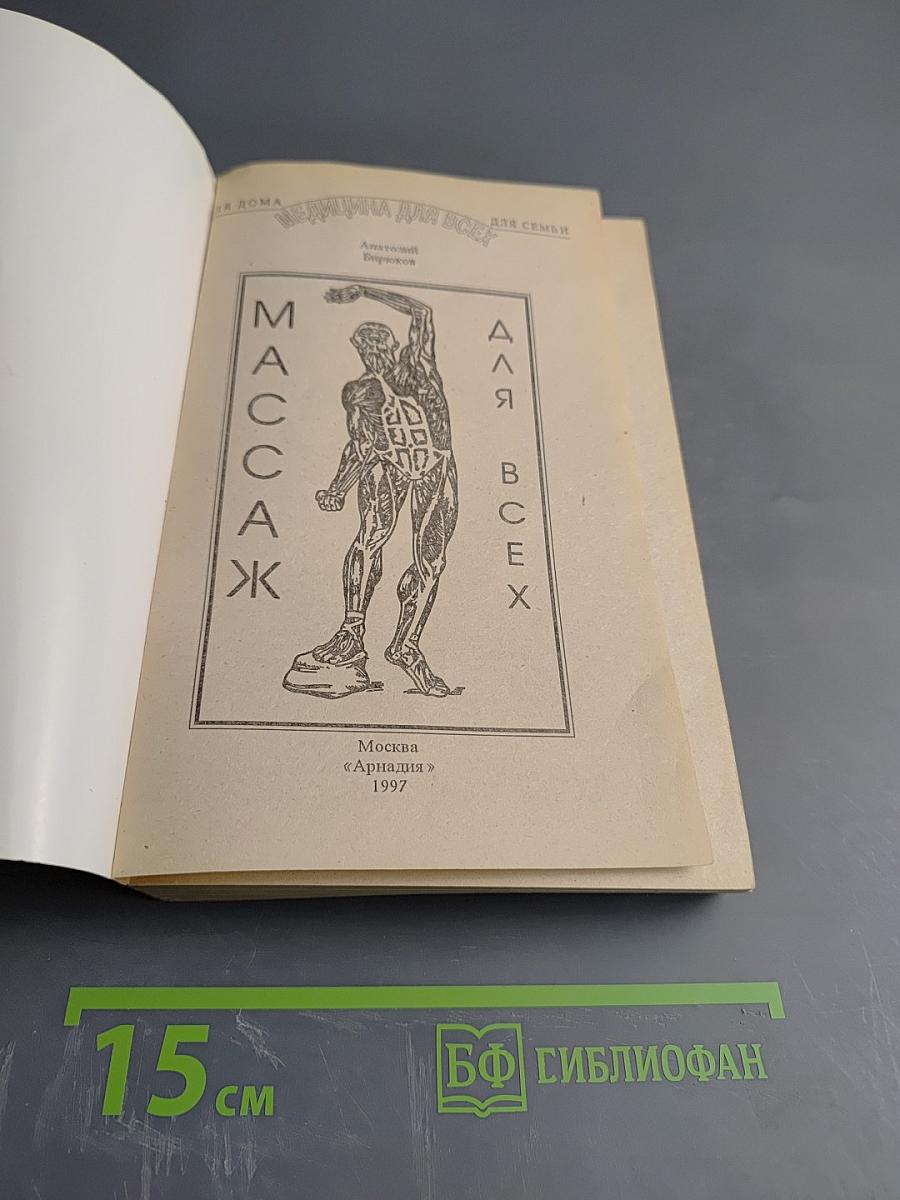 ДЛЯ ДОМА МЕДИЦИНА ДЛЯ ВСЕХ ДЛЯ СЕМЬИ
Анатолий
Бирюков
МАССАЖ
ДЛЯ ВСЕХ
Москва
«Арнадия»
1997
15 см
БФ БИБЛИОФАН